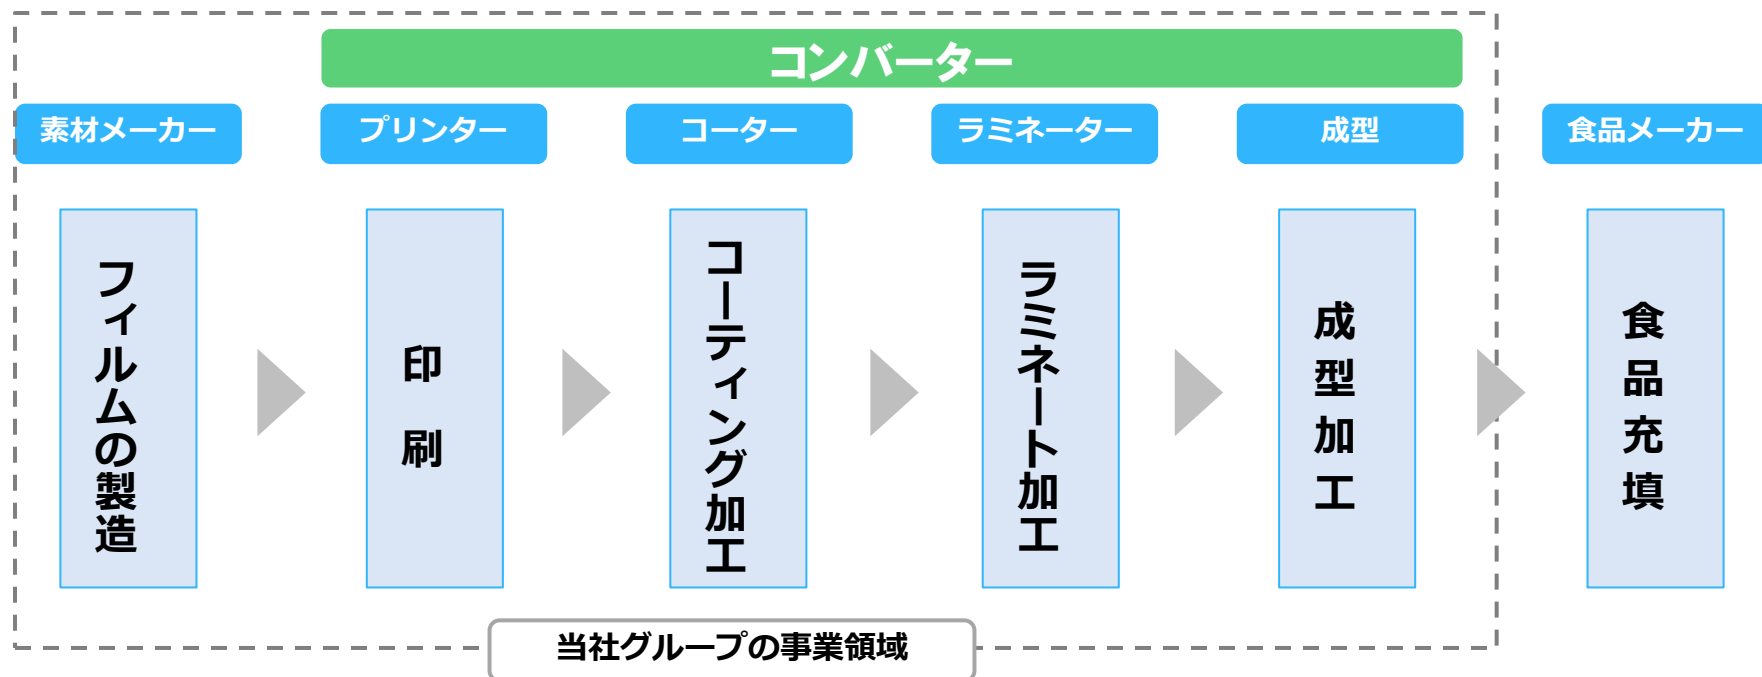 コンバーター
素材メーカー
プリンター
コーター
ラミネーター
成型
食品メーカー
フィルムの製造
印刷
コーティング加工
ラミネート加工
成型加工
食品充填
当社グループの事業領域